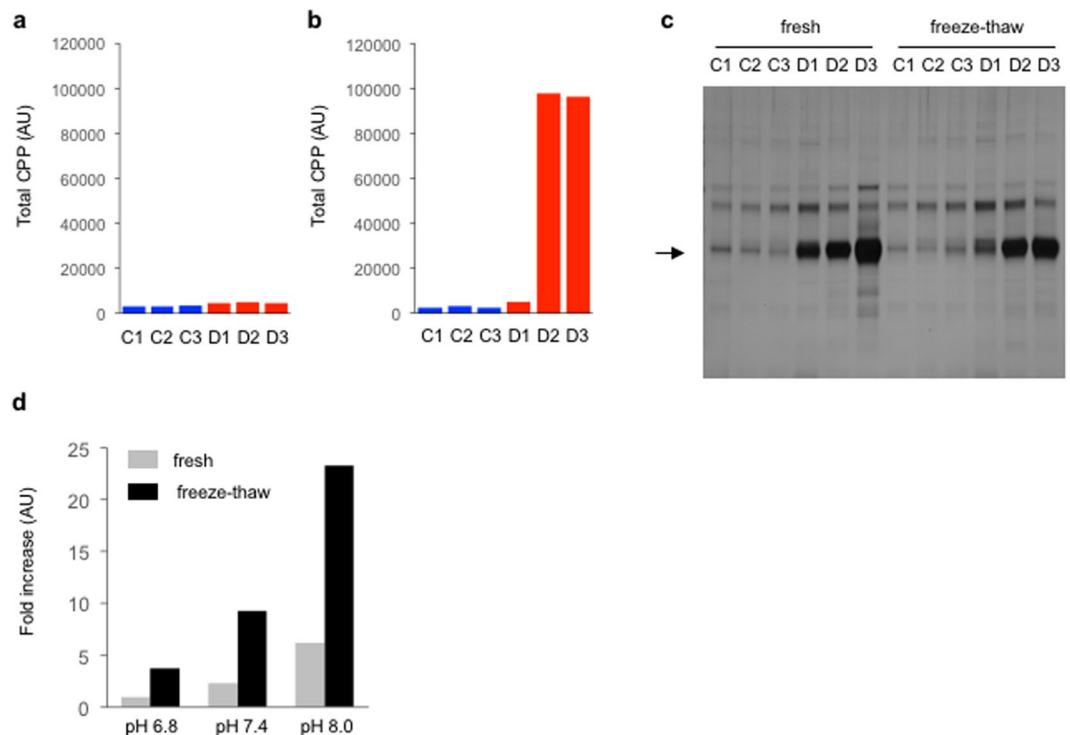 a
Total CPP (AU)
120000
100000
80000
60000
40000
20000
0
C1 C2 C3 D1 D2 D3
b
Total CPP (AU)
120000
100000
80000
60000
40000
20000
0
C1 C2 C3 D1 D2 D3
c
fresh freeze-thaw
C1 C2 C3 D1 D2 D3 C1 C2 C3 D1 D2 D3
d
Fold increase (AU)
25
20
15
10
5
0
fresh
freeze-thaw
pH 6.8 pH 7.4 pH 8.0